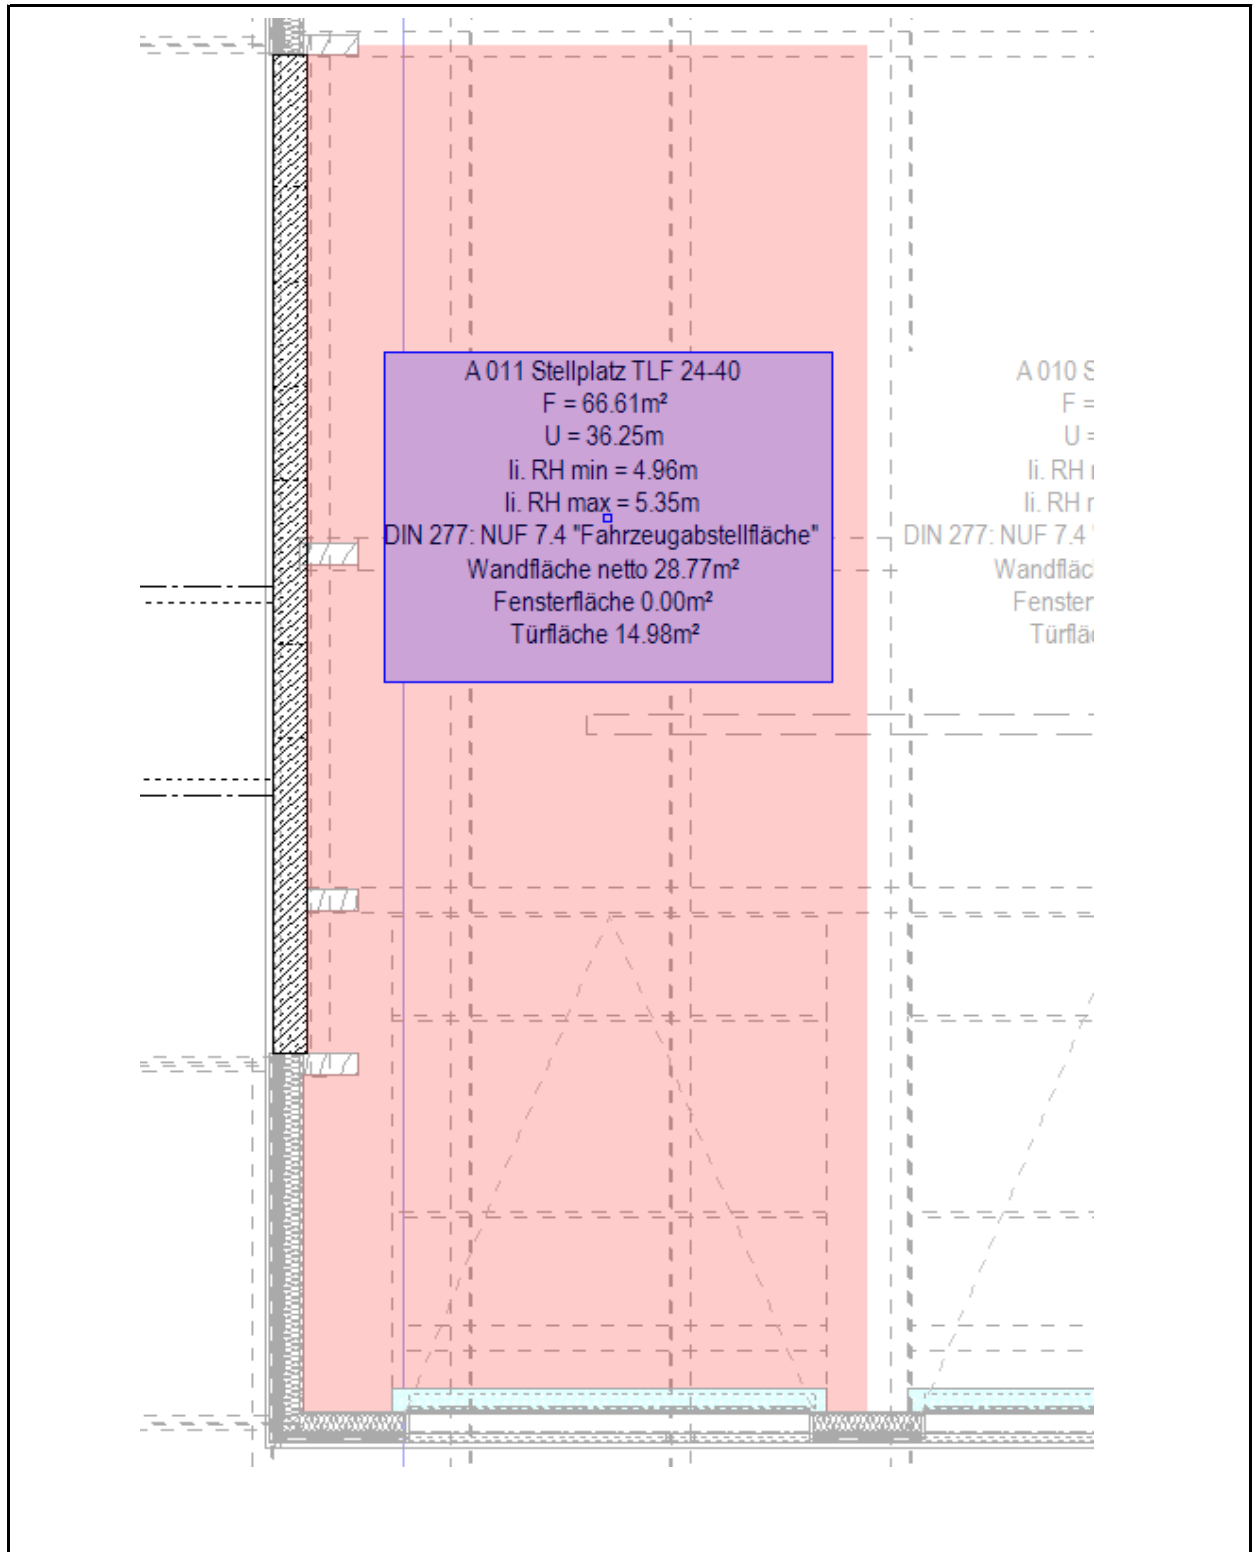 A 011 Stellplatz TLF 24-40
F = 66.61m²
U = 36.25m
li. RH min = 4.96m
li. RH max = 5.35m
DIN 277: NUF 7.4 "Fahrzeugabstellfläche"
Wandfläche netto 28.77m²
Fensterfläche 0.00m²
Türfläche 14.98m²
A 010 S
F =
U =
li. RH
li. RH
DIN 277: NUF 7.4